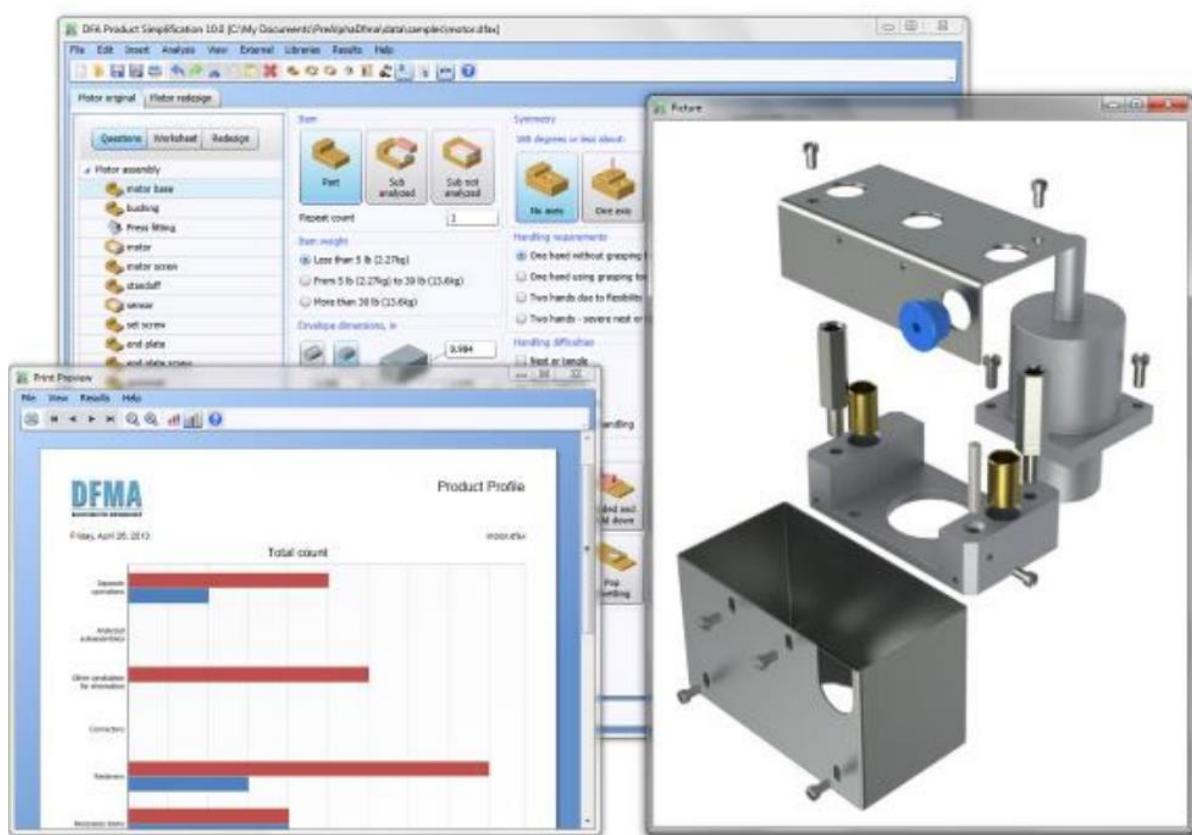 DFA Product Simplification 10.0 [C:\My Documents\PreAlphaDfma\data\samples\motor.dfax]
File Edit Insert Analysis View External Libraries Results Help
Motor original Motor redesign
Questions Worksheet Redesign
Motor assembly
motor base
bushing
Press fitting
motor
motor screw
standoff
sensor
set screw
end plate
end plate screw
Item
Part
Sub analyzed
Sub not analyzed
Repeat count 1
Item weight
Less than 5 lb (2.27kg)
From 5 lb (2.27kg) to 30 lb (13.6kg)
More than 30 lb (13.6kg)
Envelope dimensions, in
0.984
Symmetry
180 degrees or less about:
No axes
One axis
Handling requirements
One hand without grasping
One hand using grasping
Two hands due to flexibility
Two hands - severe nest or
Handling difficulties
Nest or tangle
Picture
Print Preview
File View Results Help
DFMA
Product Profile
Friday, April 26, 2013
Total count
Separate operations
Analyzed subassemblies
Other candidates for elimination
Connectors
Fasteners